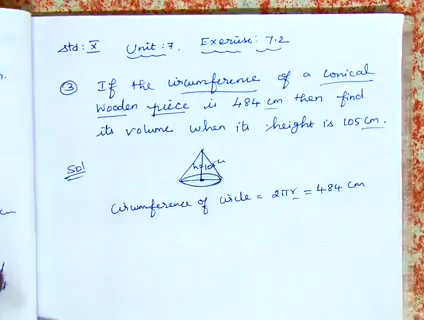 std: X Unit: 7. Exercise: 7.2
③ If the circumference of a conical
wooden piece is 484 cm then find
its volume when its height is 105 cm.
Sol
Circumference of circle = 2πr = 484 cm